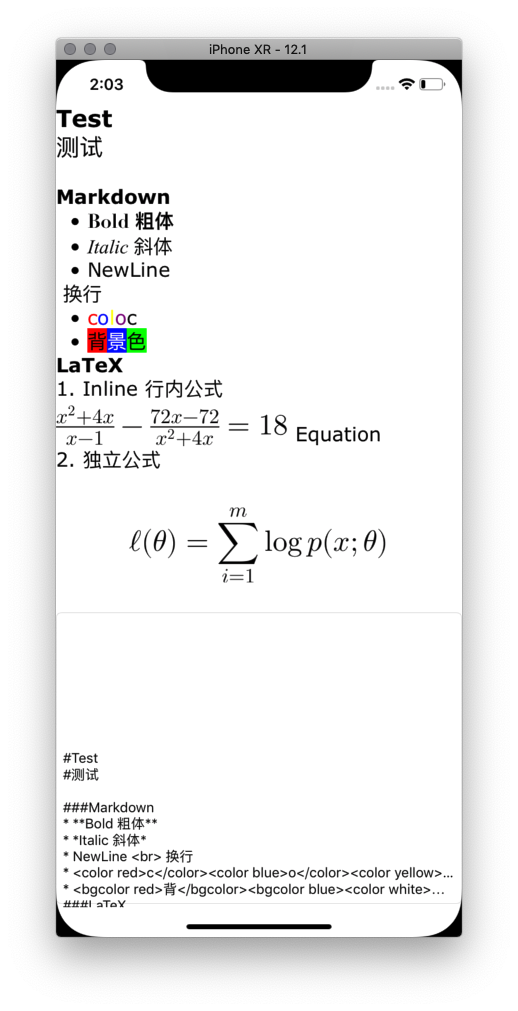 iPhone XR - 12.1
2:03
Test
测试
Markdown
• Bold 粗体
• Italic 斜体
• NewLine
换行
• coloc
• 背景色
LaTeX
1. Inline 行内公式
\frac{x^2+4x}{x-1} - \frac{72x-72}{x^2+4x} = 18 Equation
2. 独立公式
\ell(\theta) = \sum_{i=1}^{m} \log p(x; \theta)
#Test
#测试
###Markdown
* **Bold 粗体**
* *Italic 斜体*
* NewLine <br> 换行
* <color red>c</color><color blue>o</color><color yellow>...
* <bgcolor red>背</bgcolor><bgcolor blue><color white>...
###LaTeX